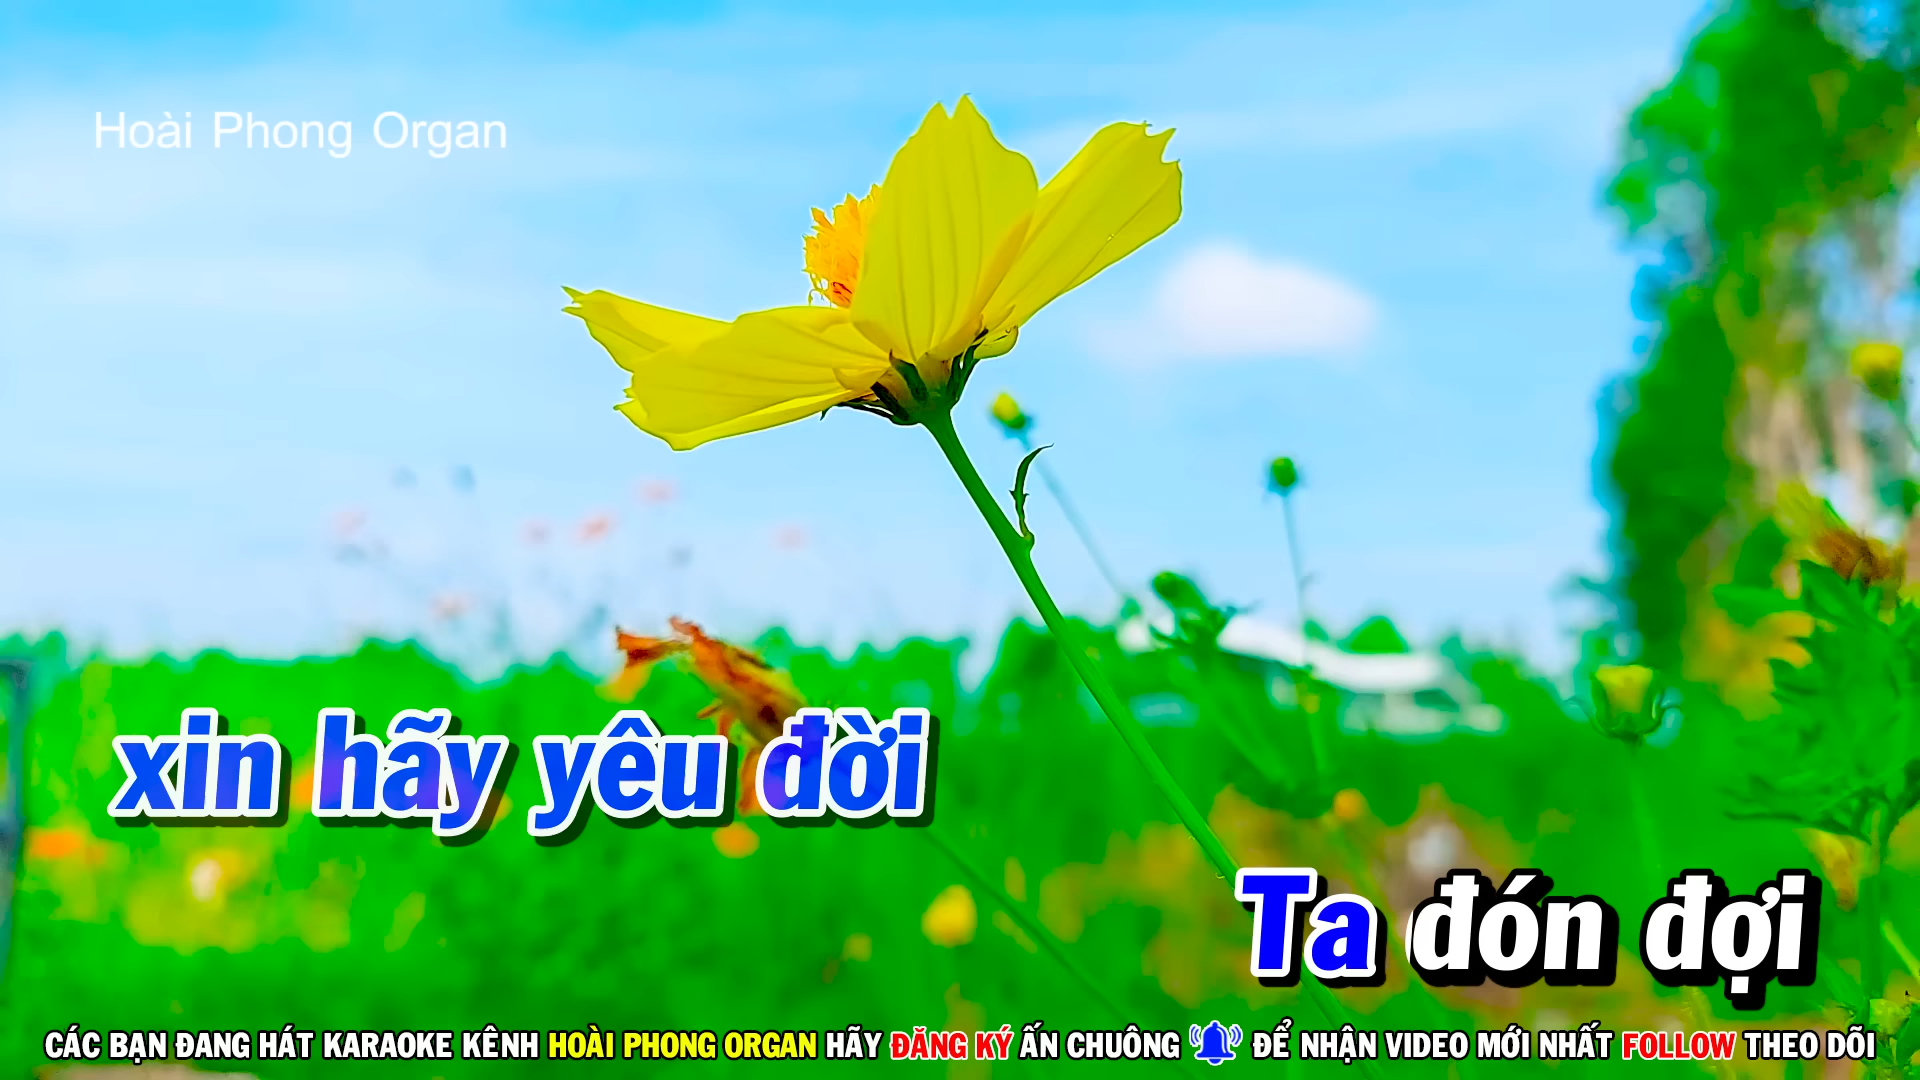 Hoài Phong Organ
xin hãy yêu đời
Ta đón đợi
CÁC BẠN ĐANG HÁT KARAOKE KÊNH HOÀI PHONG ORGAN HÃY ĐĂNG KÝ ẤN CHUÔNG ĐỂ NHẬN VIDEO MỚI NHẤT FOLLOW THEO DÕI